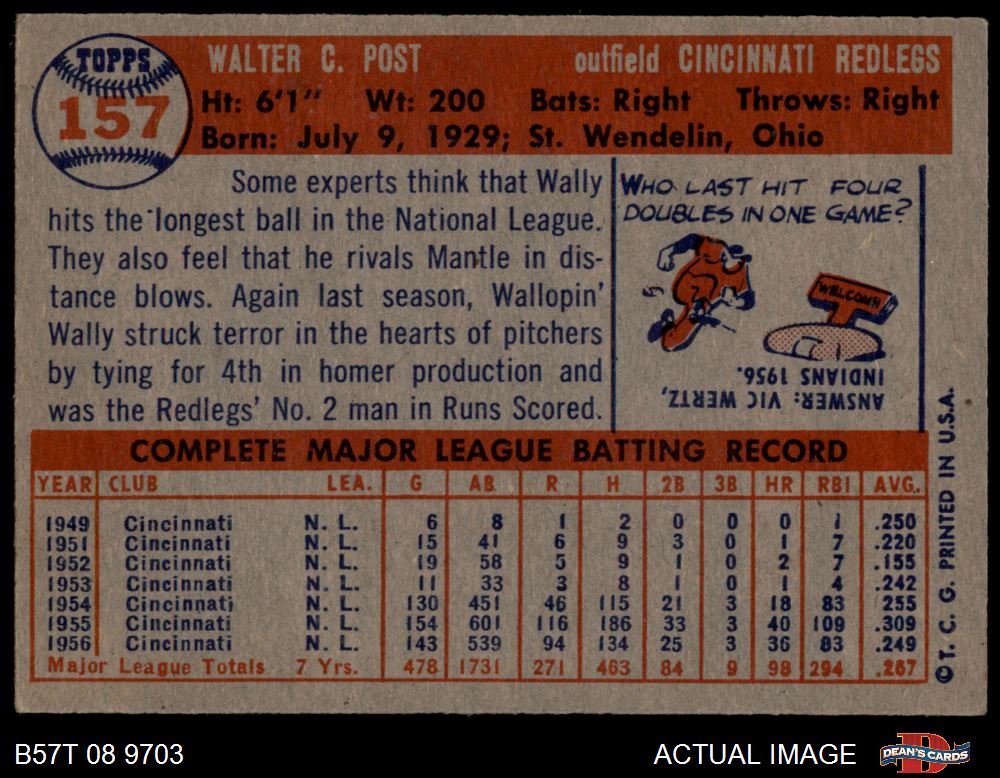 TOPPS
157
WALTER C. POST outfield CINCINNATI REDLEGS
Ht: 6'1" Wt: 200 Bats: Right Throws: Right
Born: July 9, 1929; St. Wendelin, Ohio
Some experts think that Wally
hits the longest ball in the National League.
They also feel that he rivals Mantle in dis-
tance blows. Again last season, Wallopin'
Wally struck terror in the hearts of pitchers
by tying for 4th in homer production and
was the Redlegs' No. 2 man in Runs Scored.
WHO LAST HIT FOUR
DOUBLES IN ONE GAME?
WELCOME
ANSWER: VIC WERTZ,
INDIANS 1956.
COMPLETE MAJOR LEAGUE BATTING RECORD
YEAR CLUB LEA. G AB R H 2B 3B HR RBI AVG.
1949 Cincinnati N. L. 6 8 1 2 0 0 0 1 .250
1951 Cincinnati N. L. 15 41 6 9 3 0 1 7 .220
1952 Cincinnati N. L. 19 58 5 9 1 0 2 7 .155
1953 Cincinnati N. L. 11 33 3 8 1 0 1 4 .242
1954 Cincinnati N. L. 130 451 46 115 21 3 18 83 .255
1955 Cincinnati N. L. 154 601 116 186 33 3 40 109 .309
1956 Cincinnati N. L. 143 539 94 134 25 3 36 83 .249
Major League Totals 7 Yrs. 478 1731 271 463 84 9 98 294 .267
© T. C. G. PRINTED IN U.S.A.
B57T 08 9703 ACTUAL IMAGE
DEAN'S CARDS